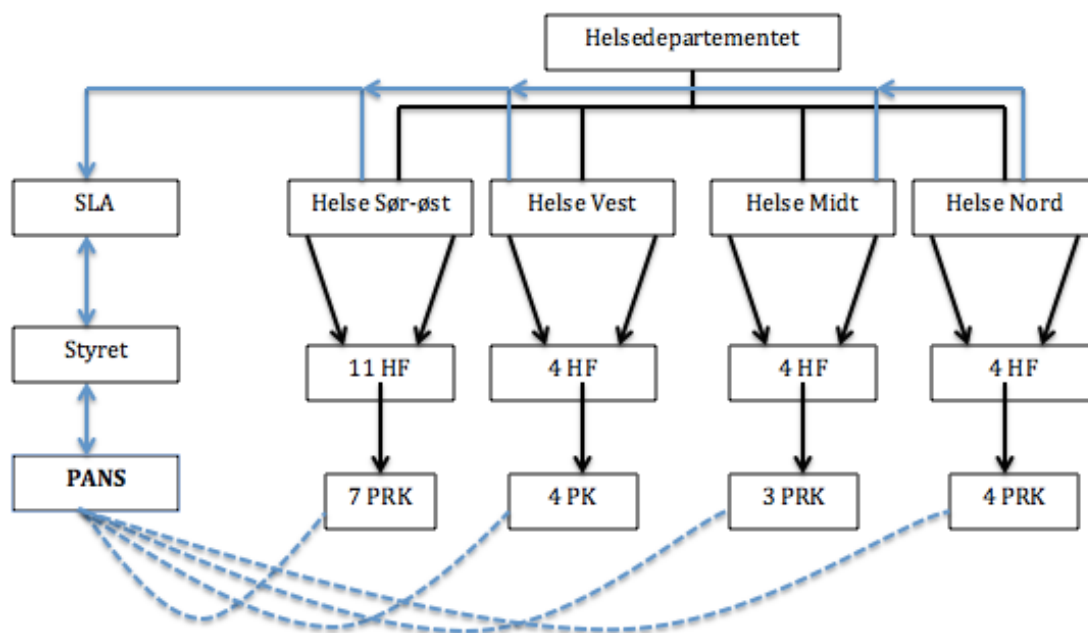 Helsedepartementet
SLA
Helse Sør-øst
Helse Vest
Helse Midt
Helse Nord
Styret
11 HF
4 HF
4 HF
4 HF
PANS
7 PRK
4 PK
3 PRK
4 PRK